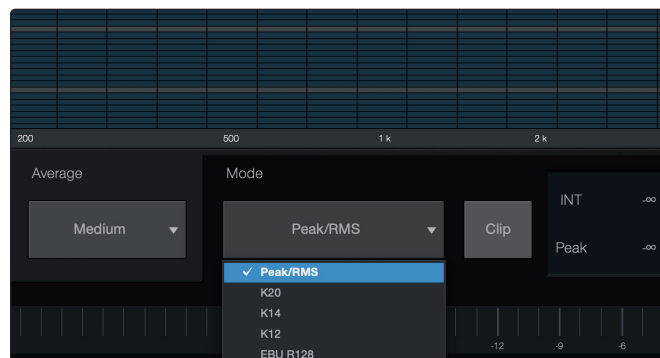 200 500 1 k 2 k
Average Mode
INT -∞
Medium Peak/RMS Clip
Peak -∞
✓ Peak/RMS
K20
K14
K12
-12 -9 -6
EBU R128